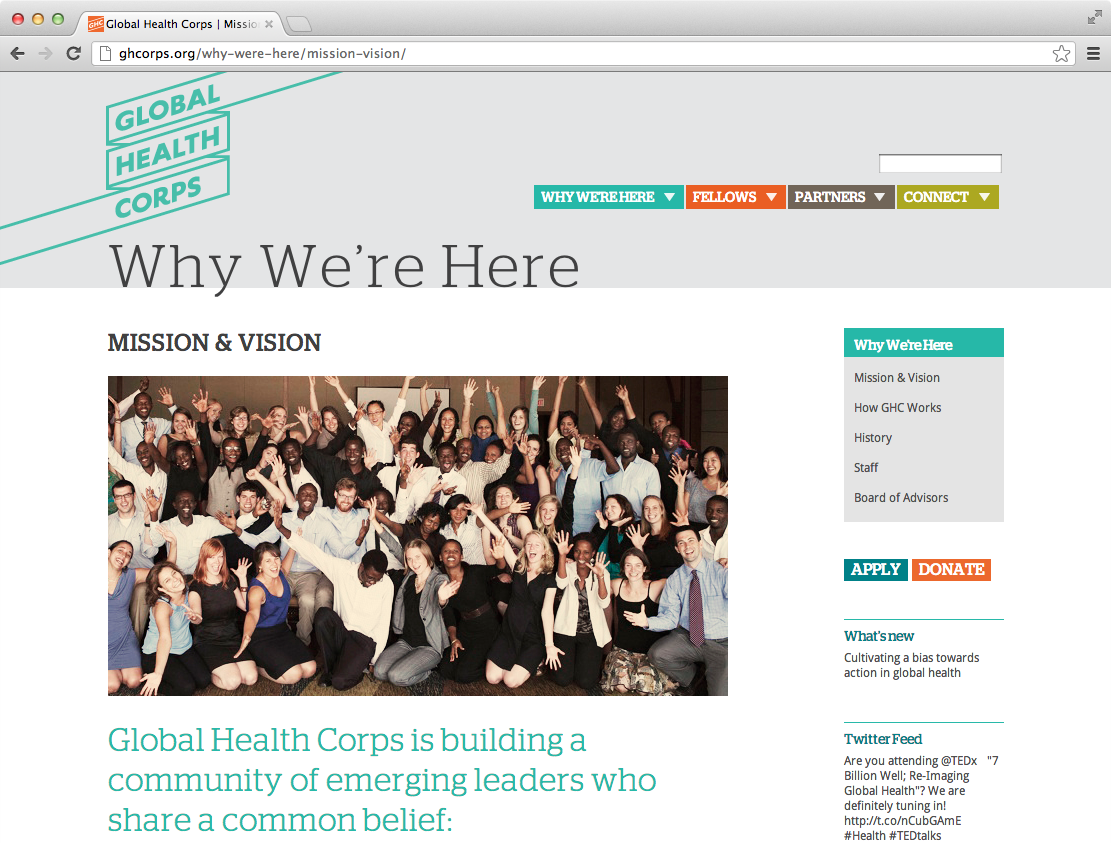 GHC
Global Health Corps | Missio
ghcorps.org/why-were-here/mission-vision/
GLOBAL
HEALTH
CORPS
WHY WE'RE HERE
FELLOWS
PARTNERS
CONNECT
Why We’re Here
MISSION & VISION
Why We're Here
Mission & Vision
How GHC Works
History
Staff
Board of Advisors
APPLY
DONATE
What's new
Cultivating a bias towards
action in global health
Twitter Feed
Are you attending @TEDx "7
Billion Well; Re-Imaging
Global Health"? We are
definitely tuning in!
http://t.co/nCubGAmE
#Health #TEDtalks
Global Health Corps is building a
community of emerging leaders who
share a common belief: